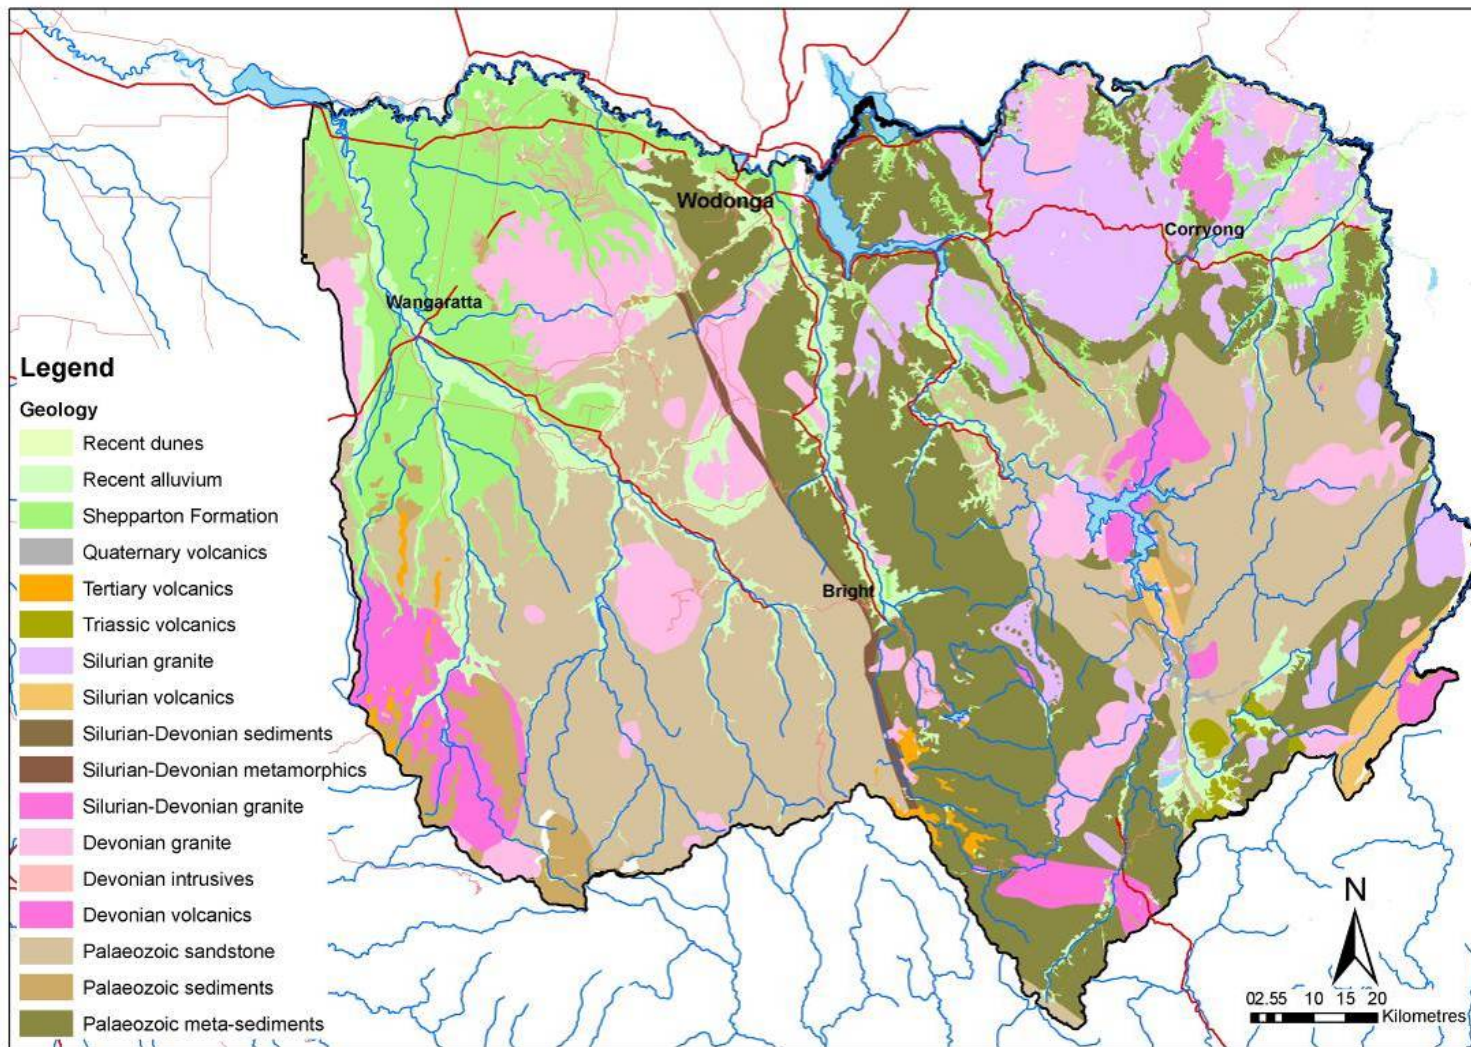 Wodonga
Corryong
Wangaratta
Bright
Legend
Geology
Recent dunes
Recent alluvium
Shepparton Formation
Quaternary volcanics
Tertiary volcanics
Triassic volcanics
Silurian granite
Silurian volcanics
Silurian-Devonian sediments
Silurian-Devonian metamorphics
Silurian-Devonian granite
Devonian granite
Devonian intrusives
Devonian volcanics
Palaeozoic sandstone
Palaeozoic sediments
Palaeozoic meta-sediments
N
02.55 10 15 20
Kilometres